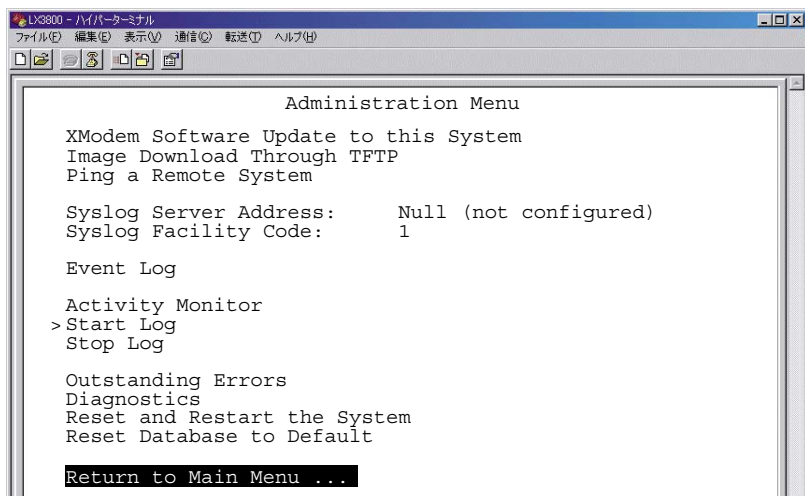 LX3800 - ハイパーターミナル
ファイル(F) 編集(E) 表示(V) 通信(C) 転送(T) ヘルプ(H)
Administration Menu
XModem Software Update to this System
Image Download Through TFTP
Ping a Remote System
Syslog Server Address: Null (not configured)
Syslog Facility Code: 1
Event Log
Activity Monitor
>Start Log
Stop Log
Outstanding Errors
Diagnostics
Reset and Restart the System
Reset Database to Default
Return to Main Menu ...